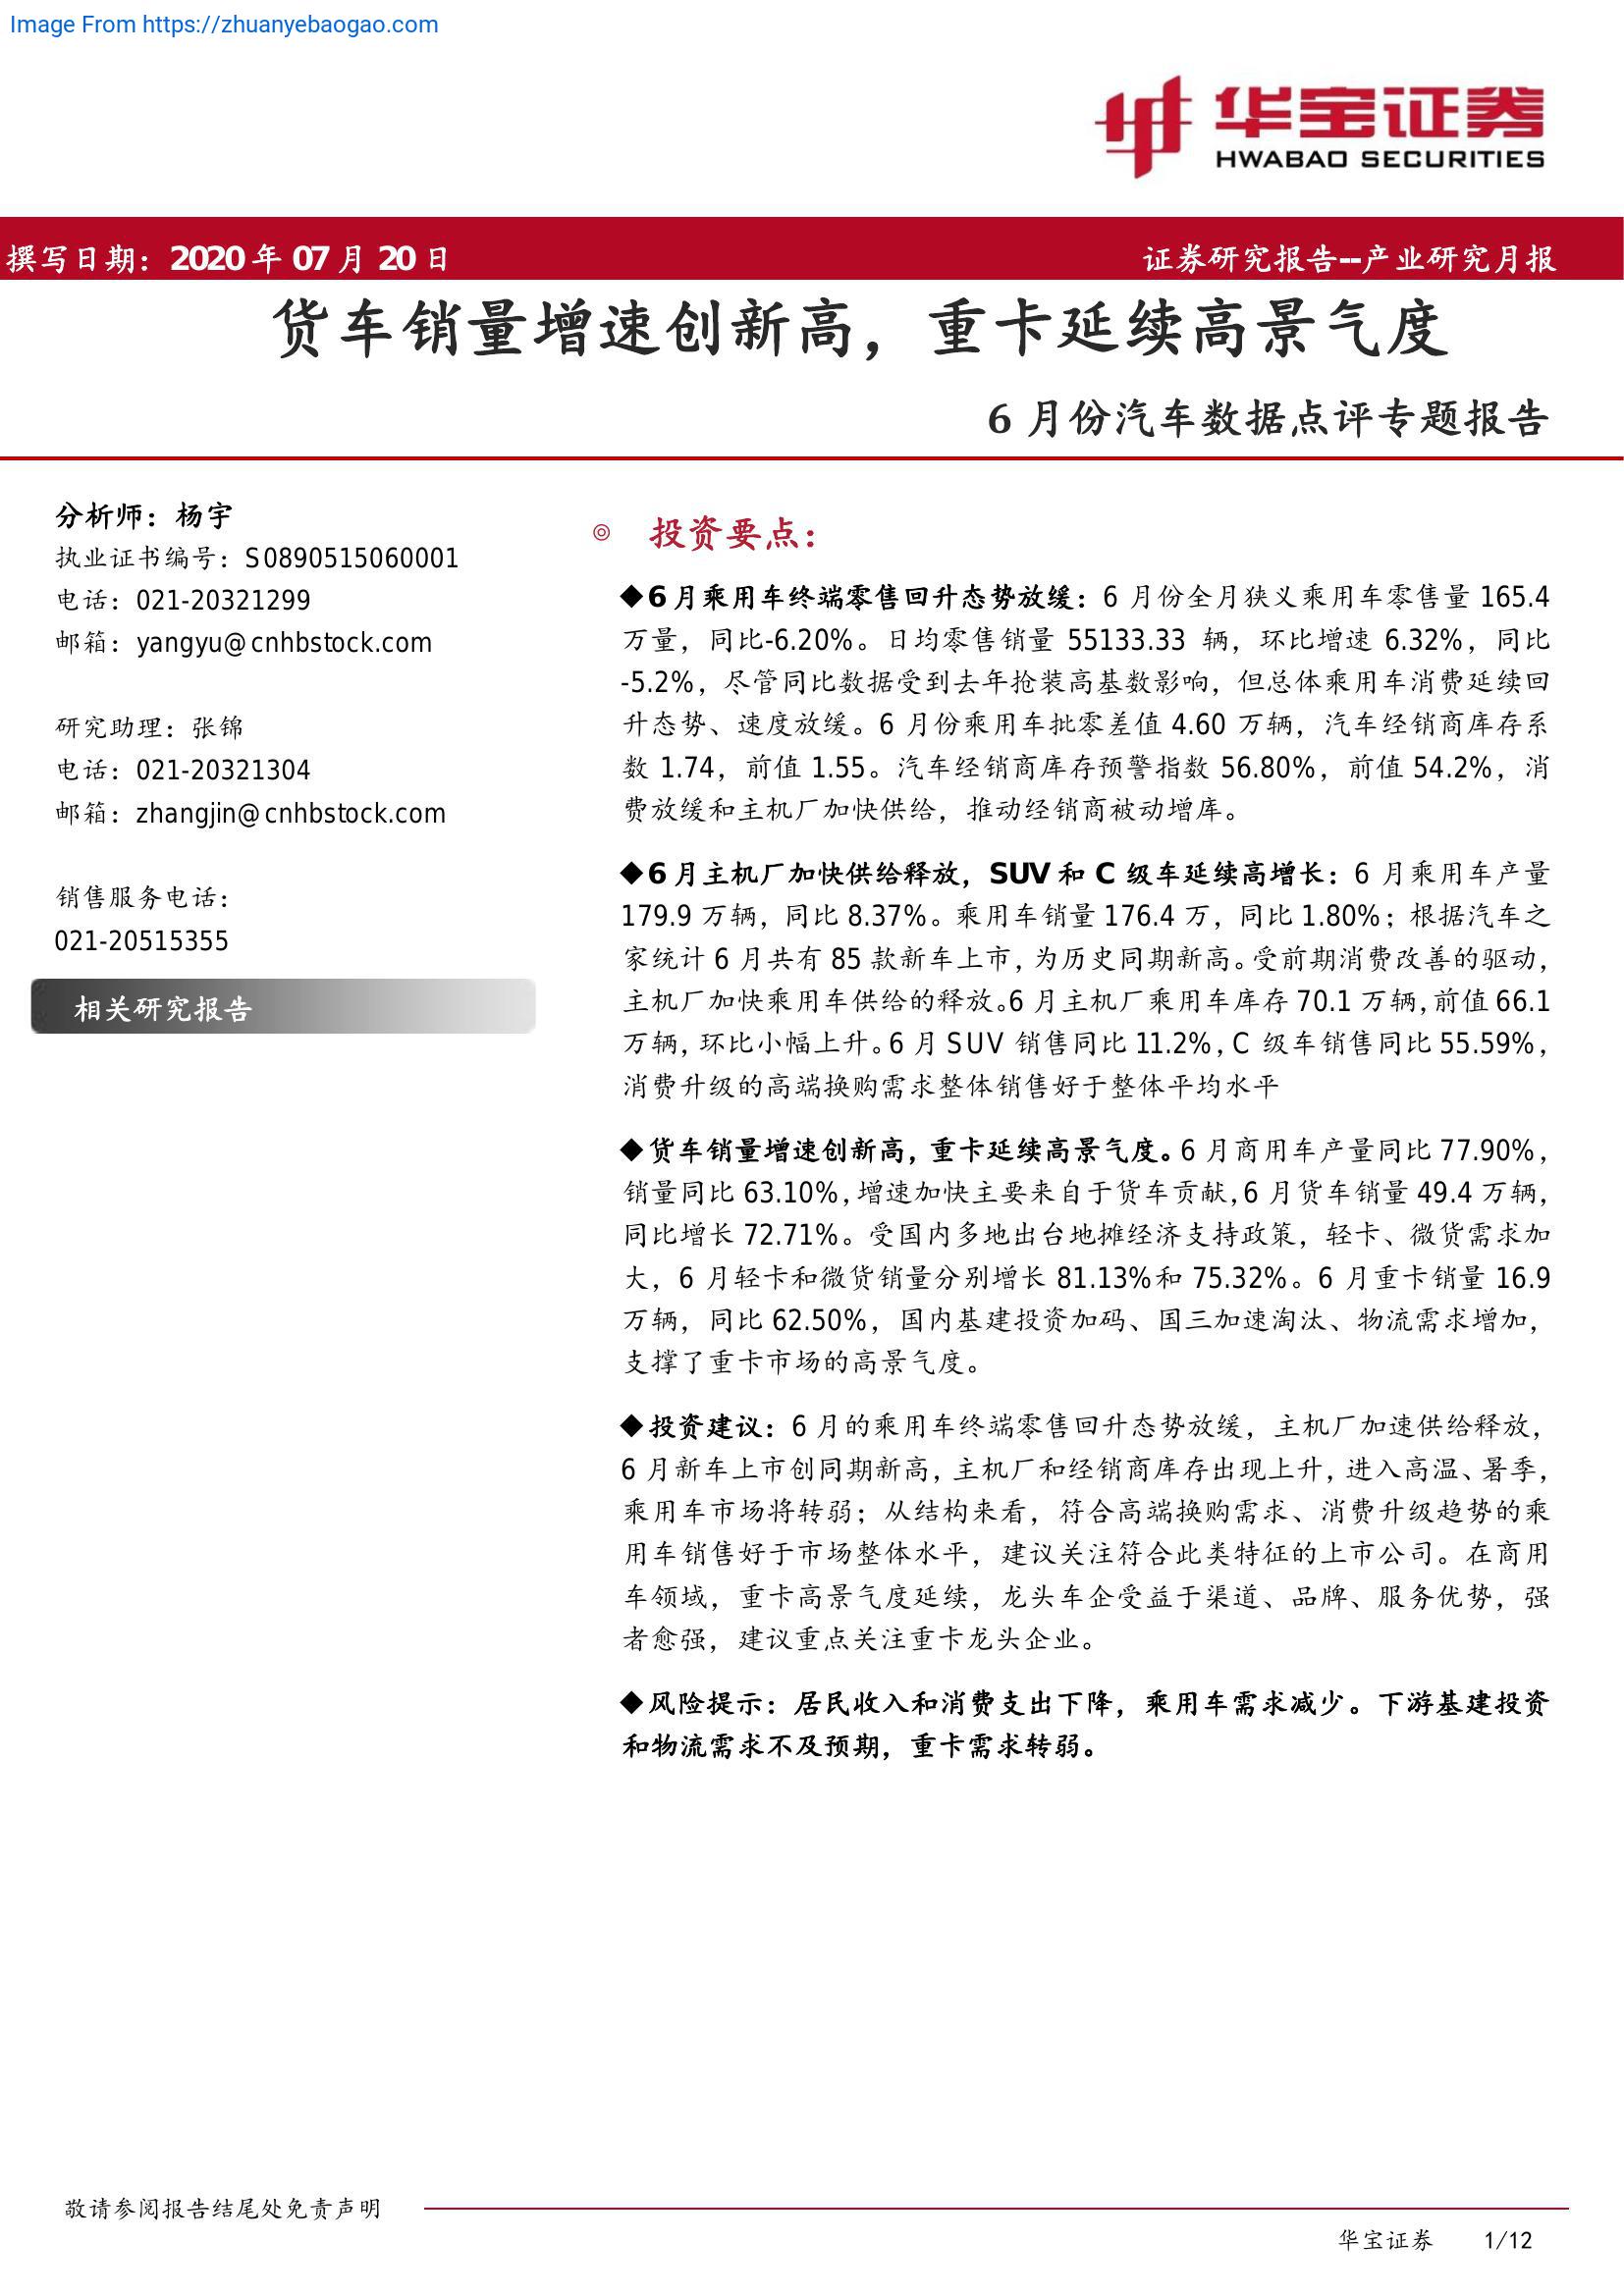 Image From https://zhuanyebaogao.com
华宝证券
HWABAO SECURITIES
撰写日期：2020 年 07 月 20 日
证券研究报告--产业研究月报
货车销量增速创新高，重卡延续高景气度
6 月份汽车数据点评专题报告
分析师：杨宇
执业证书编号：S0890515060001
电话：021-20321299
邮箱：yangyu@cnhbstock.com
研究助理：张锦
电话：021-20321304
邮箱：zhangjin@cnhbstock.com
销售服务电话：
021-20515355
相关研究报告
◎ 投资要点：
◆6 月乘用车终端零售回升态势放缓：6 月份全月狭义乘用车零售量 165.4
万量，同比-6.20%。日均零售销量 55133.33 辆，环比增速 6.32%，同比
-5.2%，尽管同比数据受到去年抢装高基数影响，但总体乘用车消费延续回
升态势、速度放缓。6 月份乘用车批零差值 4.60 万辆，汽车经销商库存系
数 1.74，前值 1.55。汽车经销商库存预警指数 56.80%，前值 54.2%，消
费放缓和主机厂加快供给，推动经销商被动增库。
◆6 月主机厂加快供给释放，SUV 和 C 级车延续高增长：6 月乘用车产量
179.9 万辆，同比 8.37%。乘用车销量 176.4 万，同比 1.80%；根据汽车之
家统计 6 月共有 85 款新车上市，为历史同期新高。受前期消费改善的驱动，
主机厂加快乘用车供给的释放。6 月主机厂乘用车库存 70.1 万辆，前值 66.1
万辆，环比小幅上升。6 月 SUV 销售同比 11.2%，C 级车销售同比 55.59%，
消费升级的高端换购需求整体销售好于整体平均水平
◆货车销量增速创新高，重卡延续高景气度。6 月商用车产量同比 77.90%，
销量同比 63.10%，增速加快主要来自于货车贡献，6 月货车销量 49.4 万辆，
同比增长 72.71%。受国内多地出台地摊经济支持政策，轻卡、微货需求加
大，6 月轻卡和微货销量分别增长 81.13%和 75.32%。6 月重卡销量 16.9
万辆，同比 62.50%，国内基建投资加码、国三加速淘汰、物流需求增加，
支撑了重卡市场的高景气度。
◆投资建议：6 月的乘用车终端零售回升态势放缓，主机厂加速供给释放，
6 月新车上市创同期新高，主机厂和经销商库存出现上升，进入高温、暑季，
乘用车市场将转弱；从结构来看，符合高端换购需求、消费升级趋势的乘
用车销售好于市场整体水平，建议关注符合此类特征的上市公司。在商用
车领域，重卡高景气度延续，龙头车企受益于渠道、品牌、服务优势，强
者愈强，建议重点关注重卡龙头企业。
◆风险提示：居民收入和消费支出下降，乘用车需求减少。下游基建投资
和物流需求不及预期，重卡需求转弱。
敬请参阅报告结尾处免责声明
华宝证券 1/12